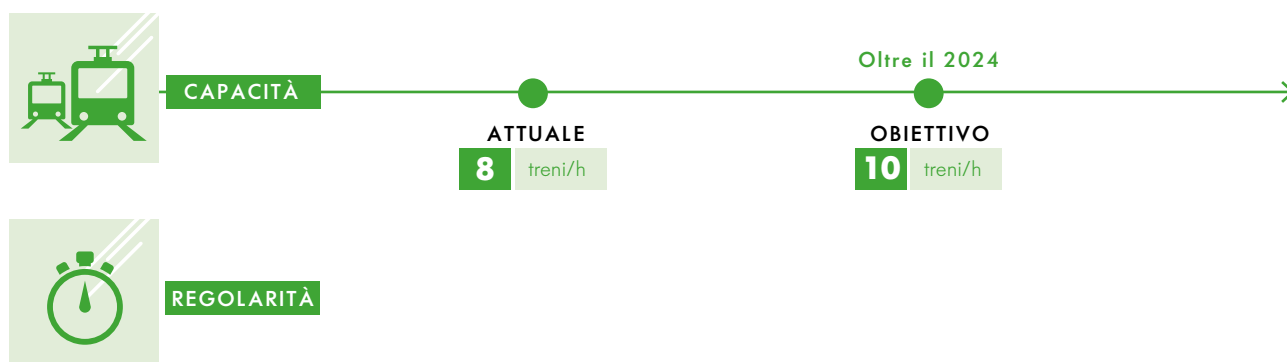 Oltre il 2024
CAPACITÀ
ATTUALE
OBIETTIVO
8 treni/h
10 treni/h
REGOLARITÀ